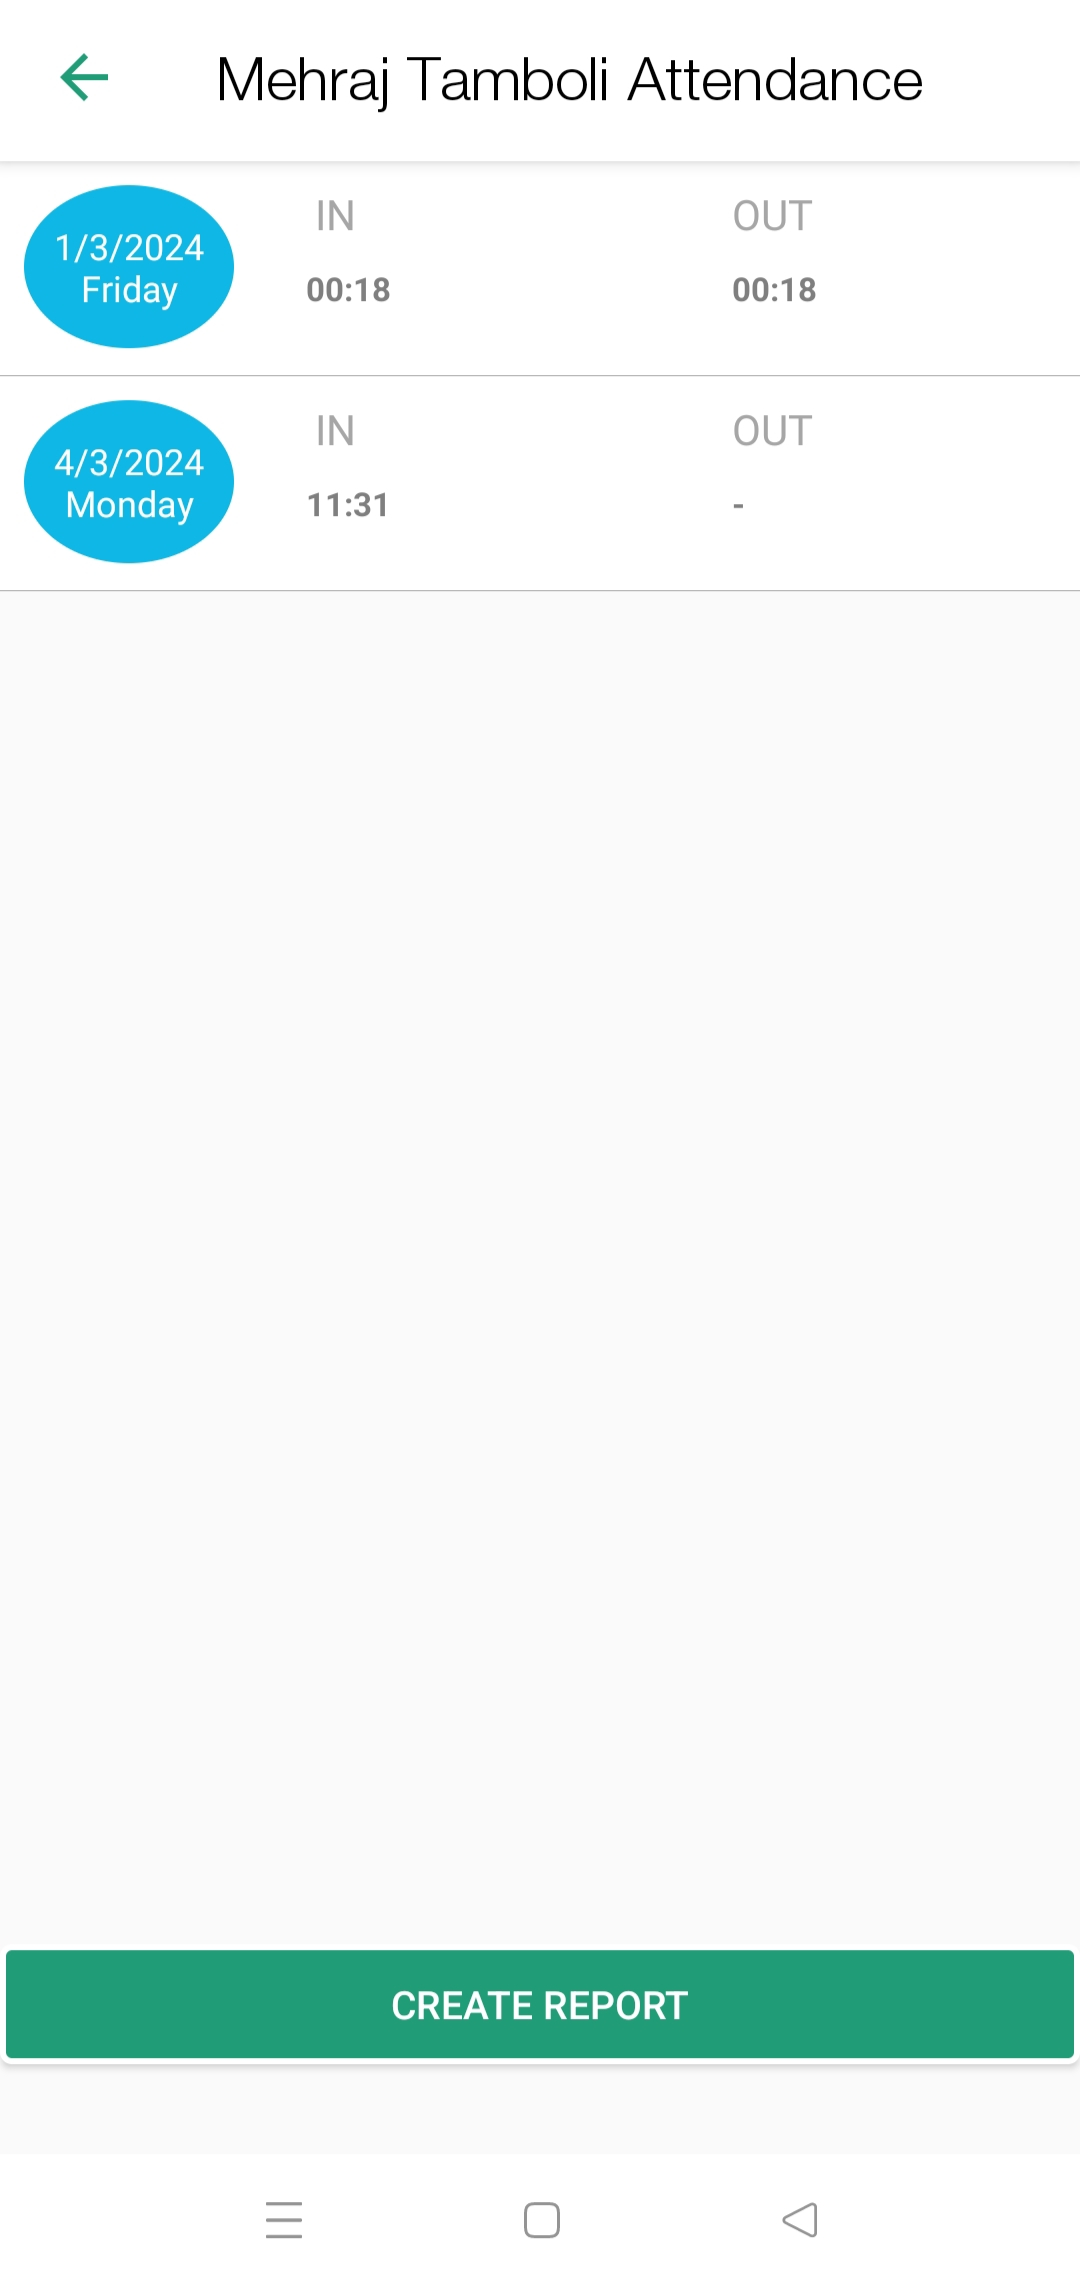 Mehraj Tamboli Attendance
1/3/2024
Friday
IN
00:18
OUT
00:18
4/3/2024
Monday
IN
11:31
OUT
-
CREATE REPORT